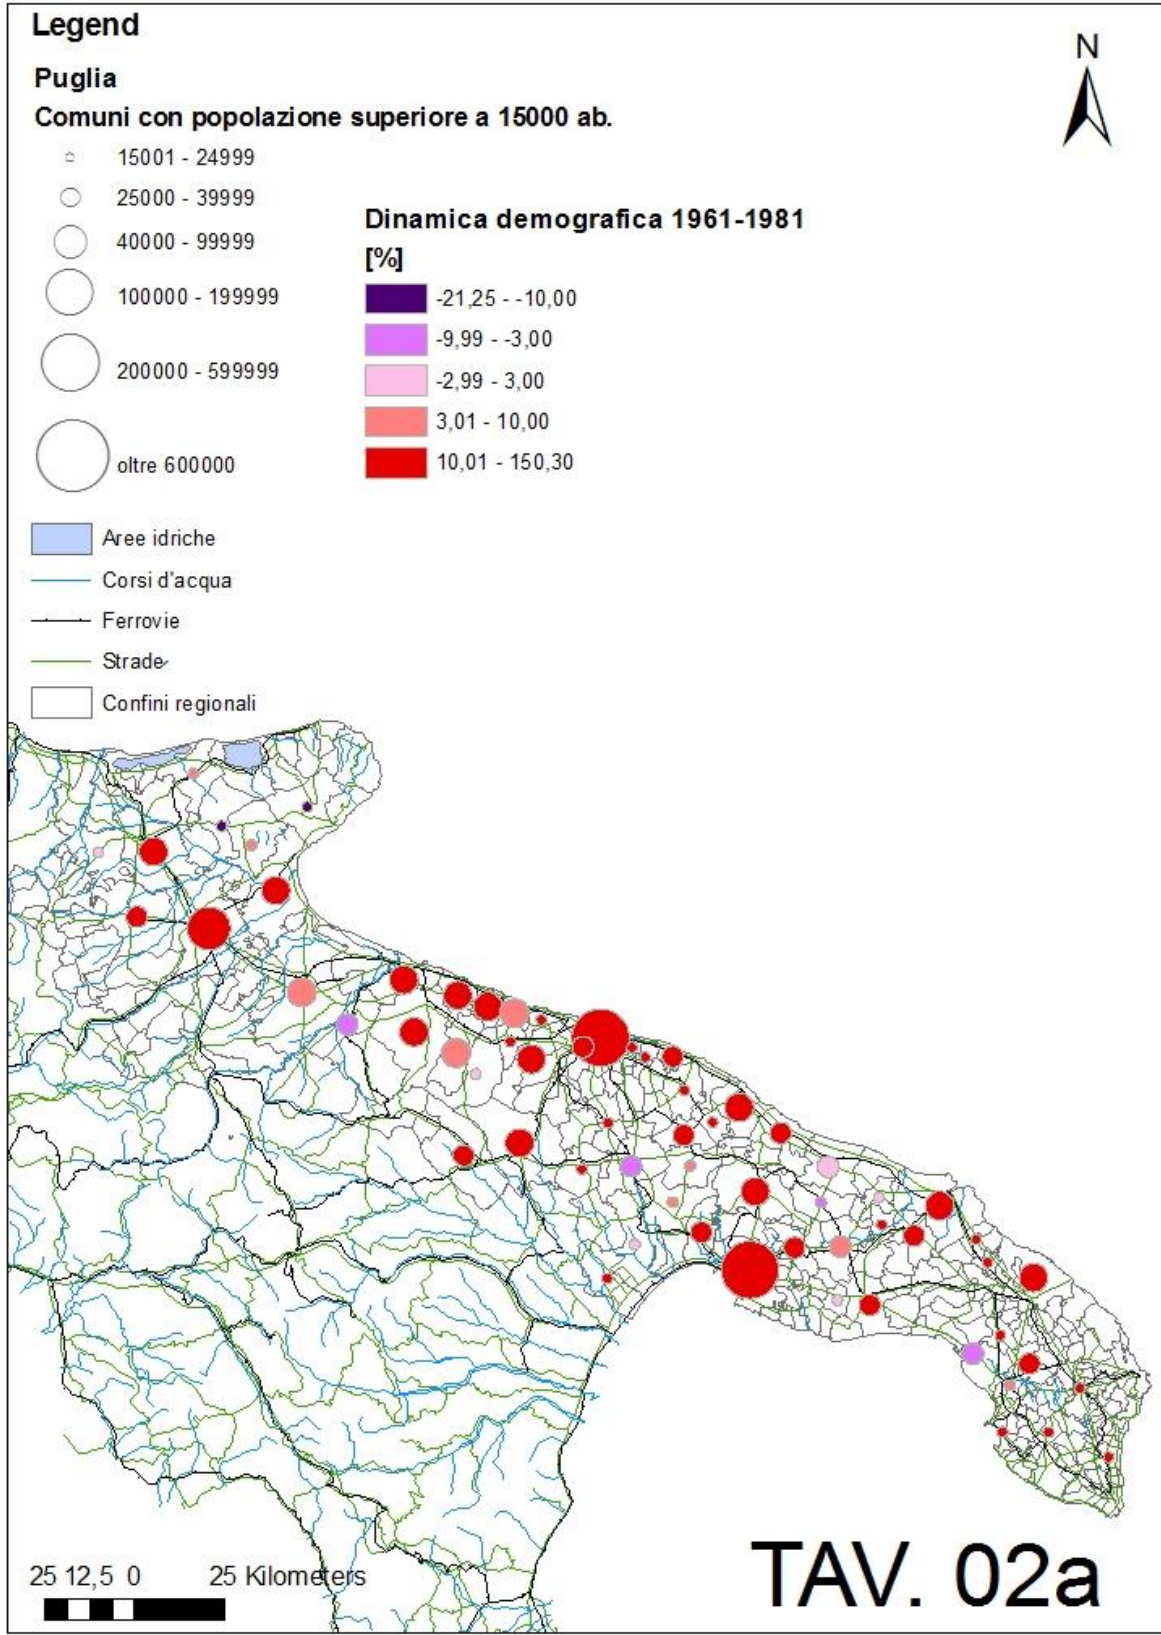 Legend
N
Puglia
Comuni con popolazione superiore a 15000 ab.
15001 - 24999
25000 - 39999
40000 - 99999
100000 - 199999
200000 - 599999
oltre 600000
Dinamica demografica 1961-1981
[%]
-21,25 - -10,00
-9,99 - -3,00
-2,99 - 3,00
3,01 - 10,00
10,01 - 150,30
Aree idriche
Corsi d'acqua
Ferrovie
Strade
Confini regionali
25 12,5 0 25 Kilometers
TAV. 02a